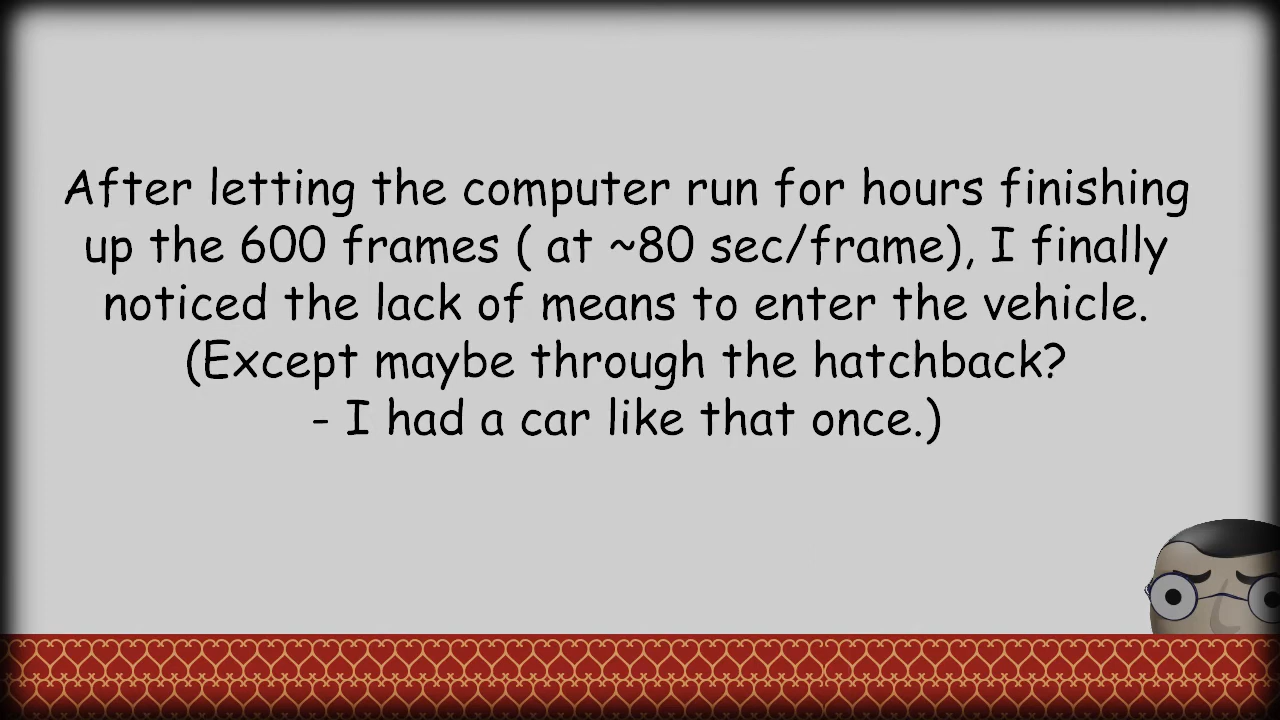 After letting the computer run for hours finishing
up the 600 frames ( at ~80 sec/frame), I finally
noticed the lack of means to enter the vehicle.
(Except maybe through the hatchback?
- I had a car like that once.)